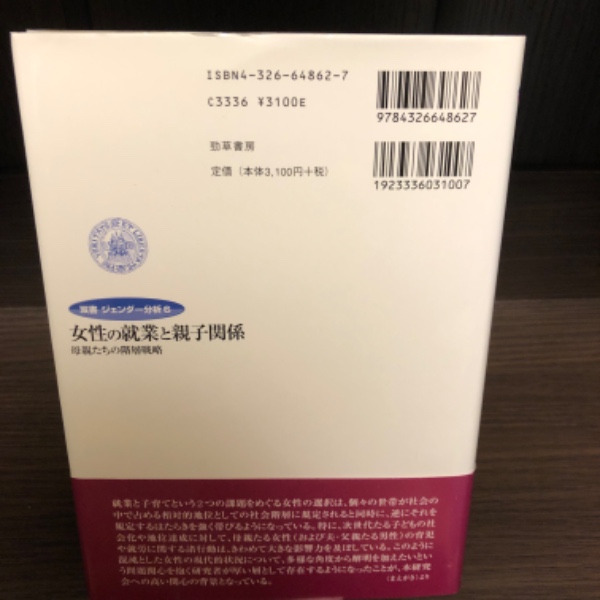 ISBN4-326-64862-7
C3336 ¥3100E
9784326648627
勁草書房
定価（本体3,100円＋税）
1923336031007
双書 ジェンダー分析 6
女性の就業と親子関係
母親たちの階層戦略
就業と子育てという2つの課題をめぐる女性の選択は、個々の世帯が社会の
中で占める相対的地位としての社会階層に規定されると同時に、逆にそれを
規定するはたらきを強く帯びるようになっている。特に、次世代たる子どもの社
会化や地位達成に対して、母親たる女性（および夫・父親たる男性）の育児
や就労に関する諸行動は、きわめて大きな影響力を及ぼしている。このように
混沌とした女性の現代的状況について、多様な角度から解明を加えたいとい
う問題関心を抱く研究者が厚い層として存在するようになったことが、本研究
会への高い関心の背景となっている。
（まえがき）より